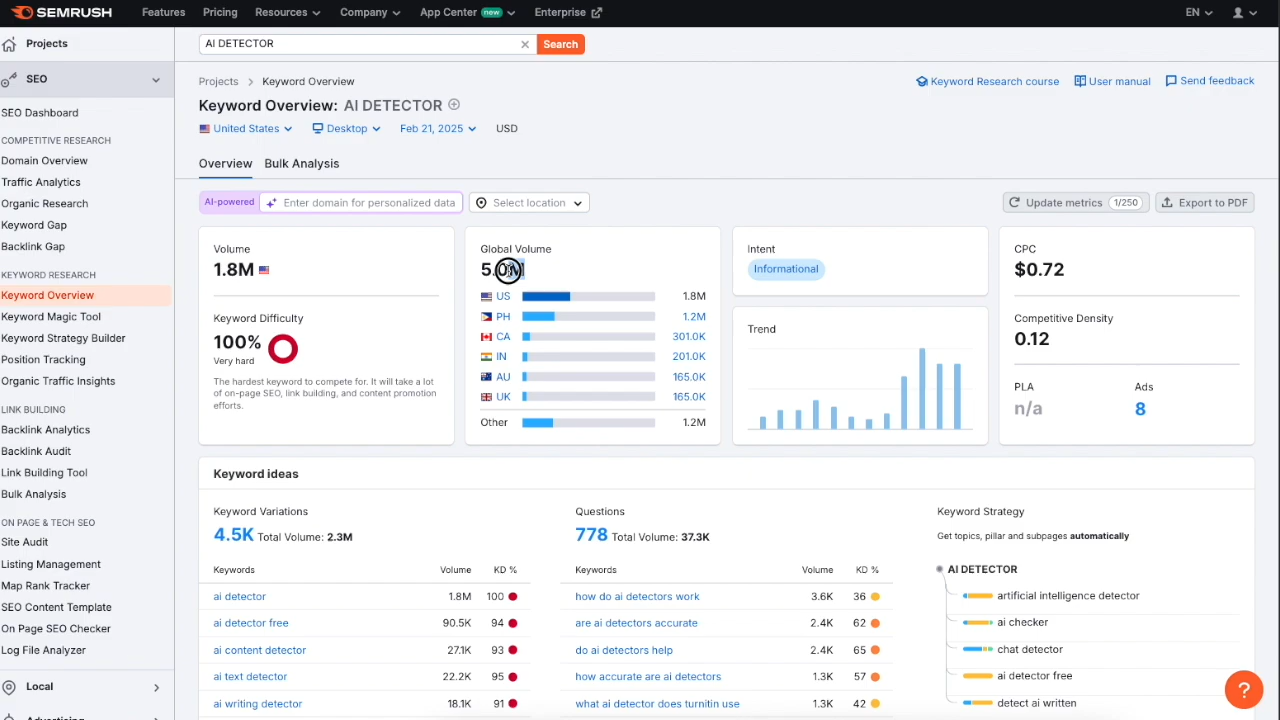 SEMRUSH Features Pricing Resources Company App Center new Enterprise EN
Projects
SEO
SEO Dashboard
COMPETITIVE RESEARCH
Domain Overview
Traffic Analytics
Organic Research
Keyword Gap
Backlink Gap
KEYWORD RESEARCH
Keyword Overview
Keyword Magic Tool
Keyword Strategy Builder
Position Tracking
Organic Traffic Insights
LINK BUILDING
Backlink Analytics
Backlink Audit
Link Building Tool
Bulk Analysis
ON PAGE & TECH SEO
Site Audit
Listing Management
Map Rank Tracker
SEO Content Template
On Page SEO Checker
Log File Analyzer
Local
Advertising
AI DETECTOR Search
Projects > Keyword Overview Keyword Research course User manual Send feedback
Keyword Overview: AI DETECTOR
United States Desktop Feb 21, 2025 USD
Overview Bulk Analysis
AI-powered Enter domain for personalized data Select location Update metrics 1/250 Export to PDF
Volume
1.8M
Keyword Difficulty
100%
Very hard
The hardest keyword to compete for. It will take a lot
of on-page SEO, link building, and content promotion
efforts.
Global Volume
5.0M
US 1.8M
PH 1.2M
CA 301.0K
IN 201.0K
AU 165.0K
UK 165.0K
Other 1.2M
Intent
Informational
Trend
CPC
$0.72
Competitive Density
0.12
PLA Ads
n/a 8
Keyword ideas
Keyword Variations
4.5K Total Volume: 2.3M
Keywords Volume KD %
ai detector 1.8M 100
ai detector free 90.5K 94
ai content detector 27.1K 93
ai text detector 22.2K 95
ai writing detector 18.1K 91
Questions
778 Total Volume: 37.3K
Keywords Volume KD %
how do ai detectors work 3.6K 36
are ai detectors accurate 2.4K 62
do ai detectors help 2.4K 65
how accurate are ai detectors 1.3K 57
what ai detector does turnitin use 1.3K 42
Keyword Strategy
Get topics, pillar and subpages automatically
AI DETECTOR
artificial intelligence detector
ai checker
chat detector
ai detector free
detect ai written
?